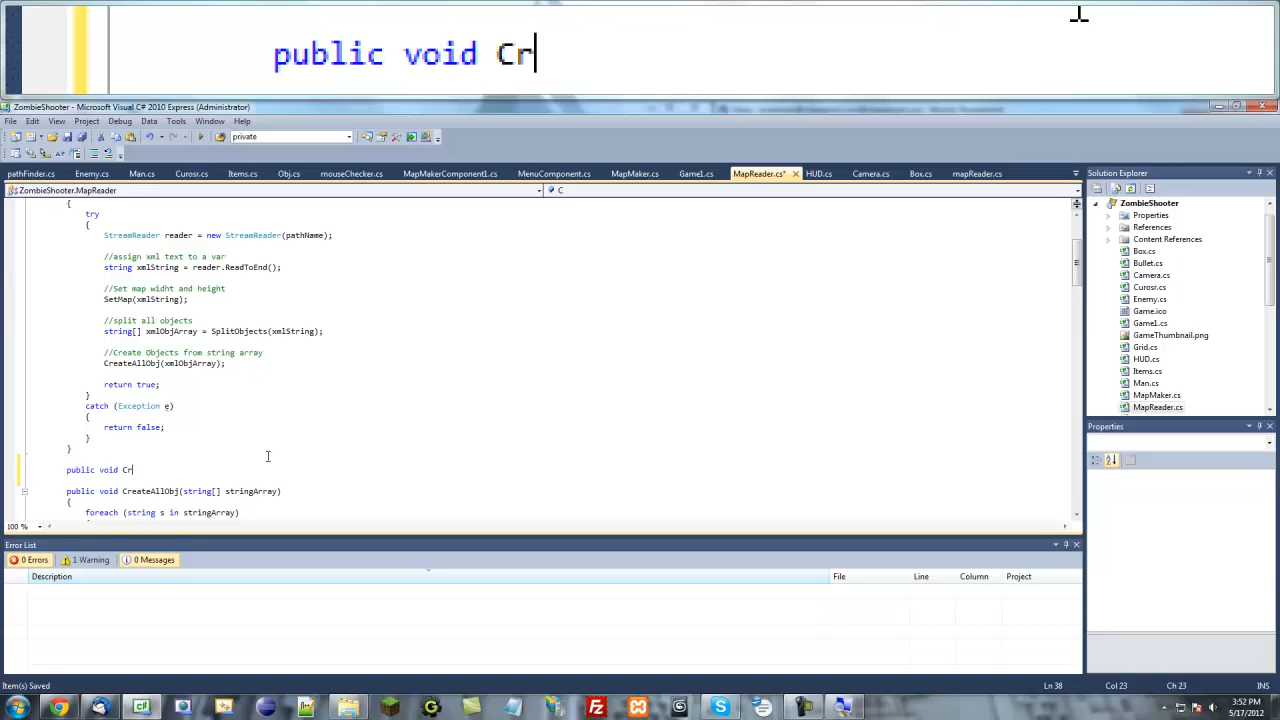 public void Cr
ZombieShooter - Microsoft Visual C# 2010 Express (Administrator)
File Edit View Project Debug Data Tools Window Help
private
pathFinder.cs Enemy.cs Man.cs Curosr.cs Items.cs Obj.cs mouseChecker.cs MapMakerComponent1.cs MenuComponent.cs MapMaker.cs Game1.cs MapReader.cs* HUD.cs Camera.cs Box.cs mapReader.cs
ZombieShooter.MapReader C
{
try
{
StreamReader reader = new StreamReader(pathName);
//assign xml text to a var
string xmlString = reader.ReadToEnd();
//Set map widht and height
SetMap(xmlString);
//split all objects
string[] xmlObjArray = SplitObjects(xmlString);
//Create Objects from string array
CreateAllObj(xmlObjArray);
return true;
}
catch (Exception e)
{
return false;
}
}
public void Cr
public void CreateAllObj(string[] stringArray)
{
foreach (string s in stringArray)
100 %
Solution Explorer
ZombieShooter
Properties
References
Content References
Box.cs
Bullet.cs
Camera.cs
Curosr.cs
Enemy.cs
Game.ico
Game1.cs
GameThumbnail.png
Grid.cs
HUD.cs
Items.cs
Man.cs
MapMaker.cs
MapReader.cs
Properties
Error List
0 Errors 1 Warning 0 Messages
Description File Line Column Project
Item(s) Saved Ln 38 Col 23 Ch 23
3:52 PM
5/17/2012